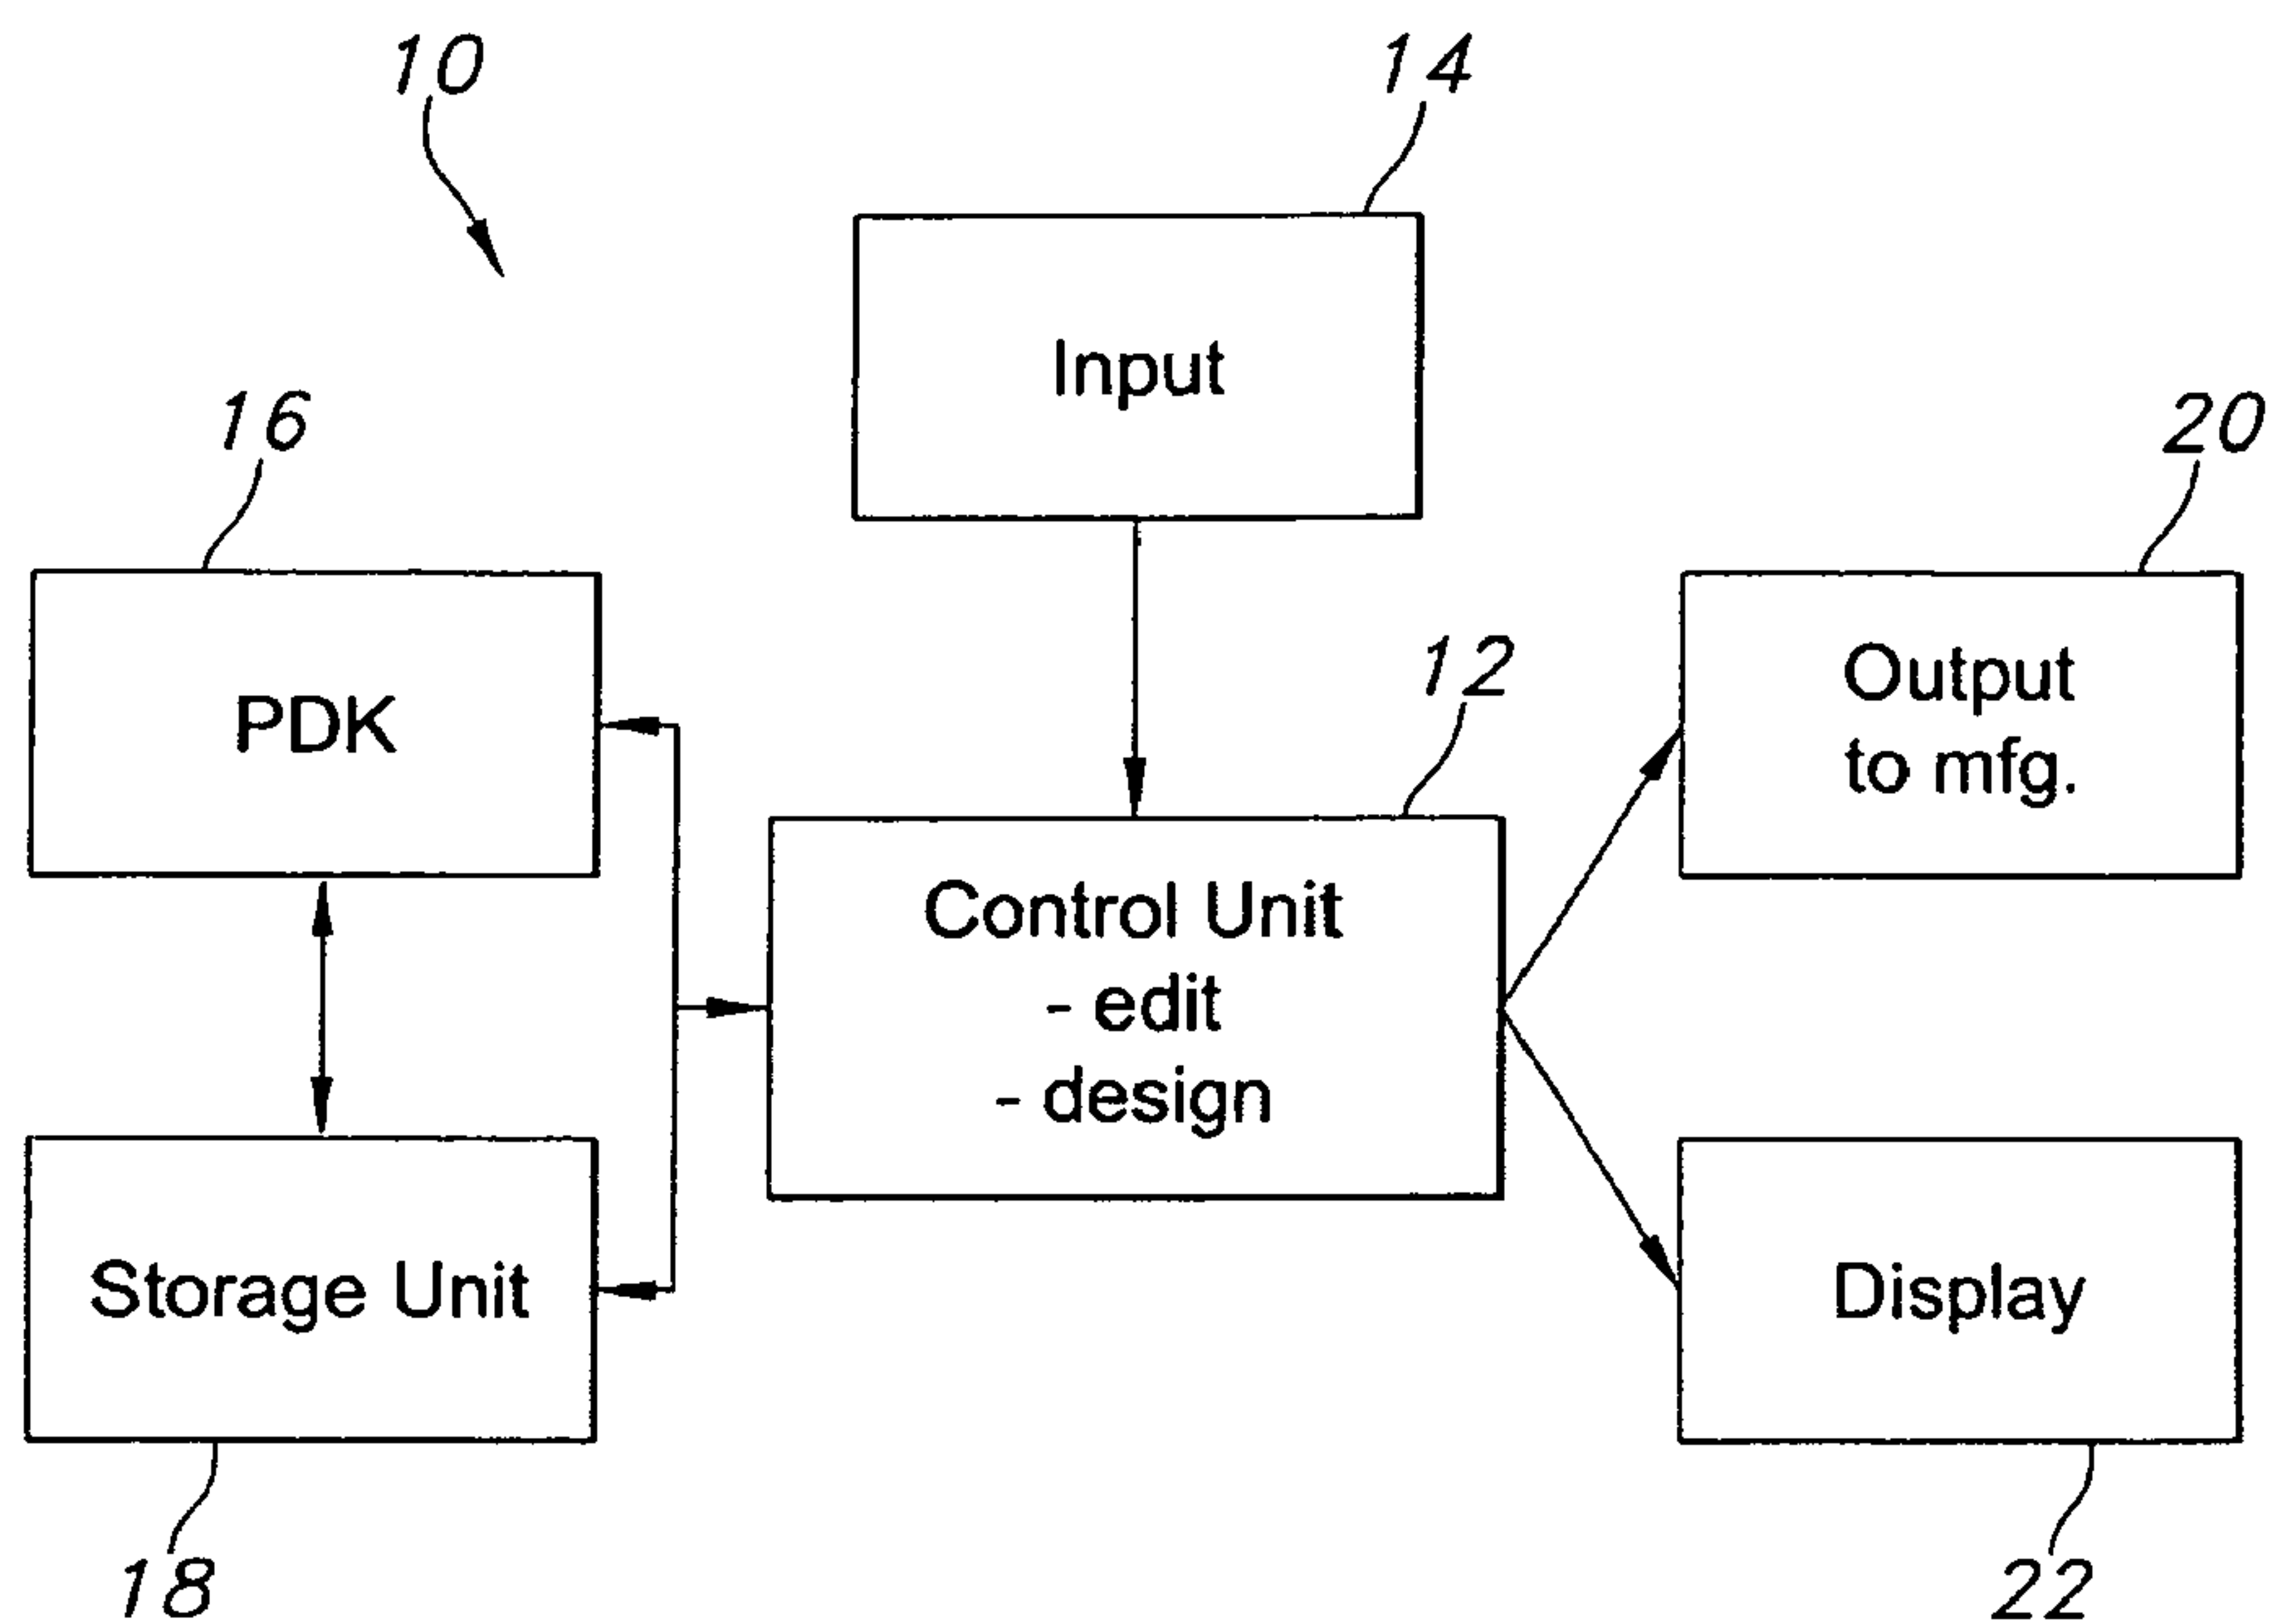 10
14
Input
16
20
PDK
Output
to mfg.
12
Control Unit
- edit
- design
Storage Unit
Display
18
22